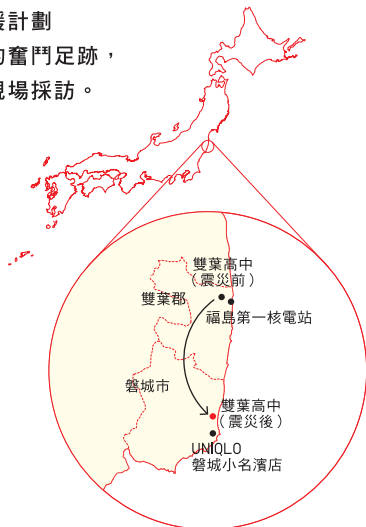 援計劃
的奮鬥足跡，
現場採訪。
雙葉高中
（震災前）
雙葉郡
福島第一核電站
磐城市
雙葉高中
（震災後）
UNIQLO
磐城小名濱店